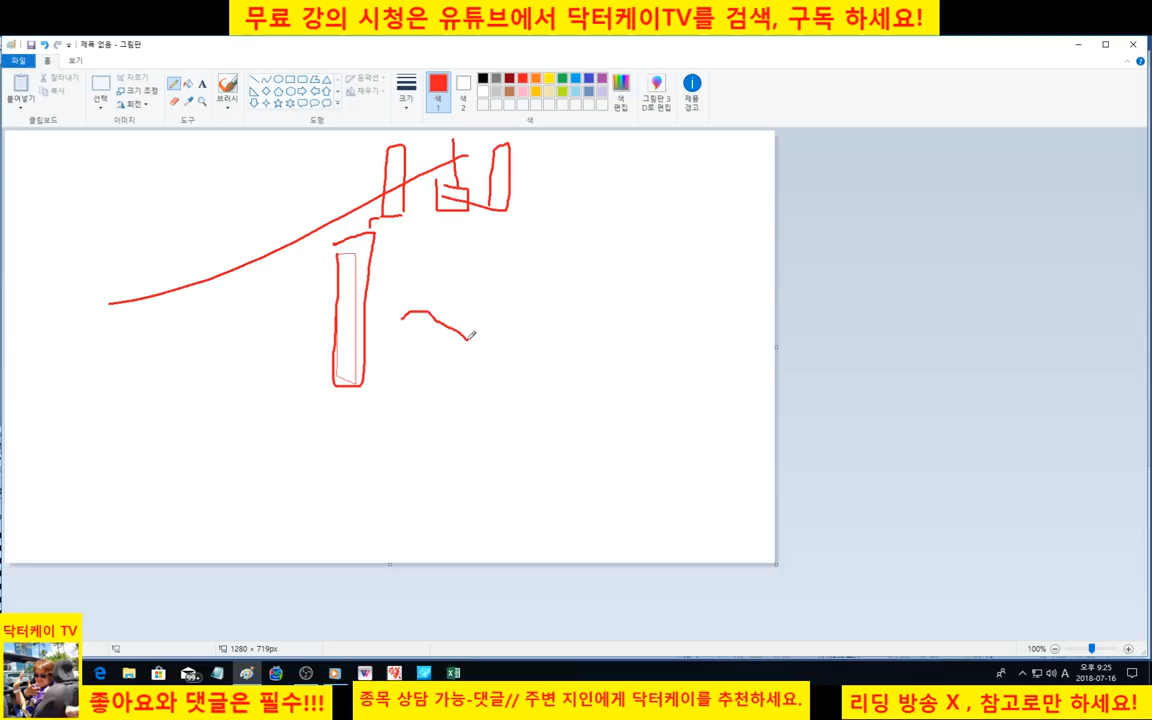 무료 강의 시청은 유튜브에서 닥터케이TV를 검색, 구독 하세요!
제목 없음 - 그림판
파일 홈 보기
붙여넣기 잘라내기 복사 클립보드
선택 자르기 크기 조정 회전 이미지
A 도구
브러시
윤곽선 채우기 도형
크기
색 1 색 2 색 편집 색
그림판 3D로 편집
제품 경고
1280 × 719px 100%
닥터케이 TV
99+ A 오후 9:25
2018-07-16
좋아요와 댓글은 필수!!!
종목 상담 가능-댓글// 주변 지인에게 닥터케이를 추천하세요.
리딩 방송 X , 참고로만 하세요!